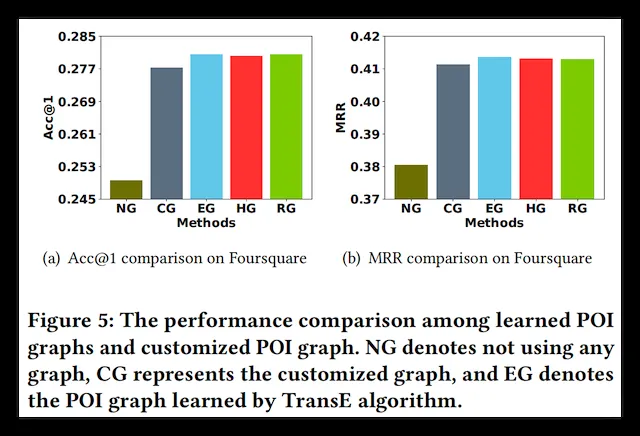 0.285
0.277
0.269
0.261
0.253
0.245
Acc@1
NG CG EG HG RG
Methods
0.42
0.41
0.40
0.39
0.38
0.37
MRR
NG CG EG HG RG
Methods
(a) Acc@1 comparison on Foursquare
(b) MRR comparison on Foursquare
Figure 5: The performance comparison among learned POI
graphs and customized POI graph. NG denotes not using any
graph, CG represents the customized graph, and EG denotes
the POI graph learned by TransE algorithm.